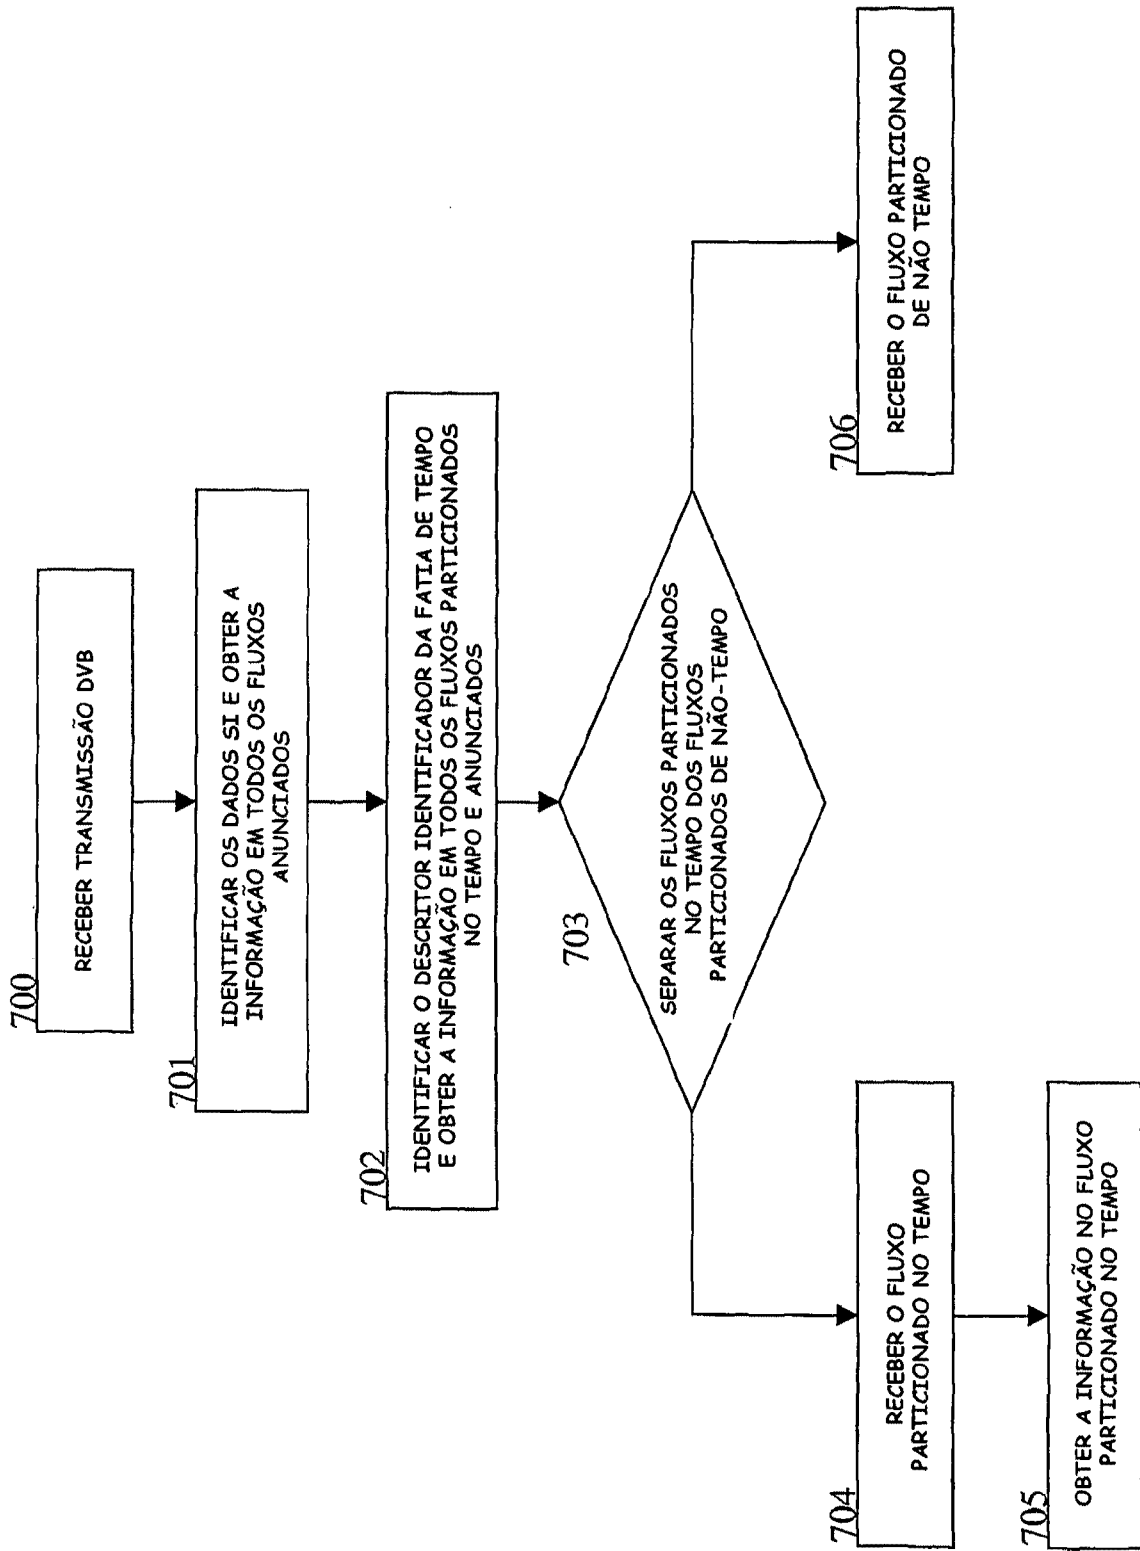 700
RECEBER TRANSMISSÃO DVB
701
IDENTIFICAR OS DADOS SI E OBTER A
INFORMAÇÃO EM TODOS OS FLUXOS
ANUNCIADOS
702
IDENTIFICAR O DESCRITOR IDENTIFICADOR DA FATIA DE TEMPO
E OBTER A INFORMAÇÃO EM TODOS OS FLUXOS PARTICIONADOS
NO TEMPO E ANUNCIADOS
703
SEPARAR OS FLUXOS PARTICIONADOS
NO TEMPO DOS FLUXOS
PARTICIONADOS DE NÃO-TEMPO
704
RECEBER O FLUXO
PARTICIONADO NO TEMPO
705
OBTER A INFORMAÇÃO NO FLUXO
PARTICIONADO NO TEMPO
706
RECEBER O FLUXO PARTICIONADO
DE NÃO TEMPO